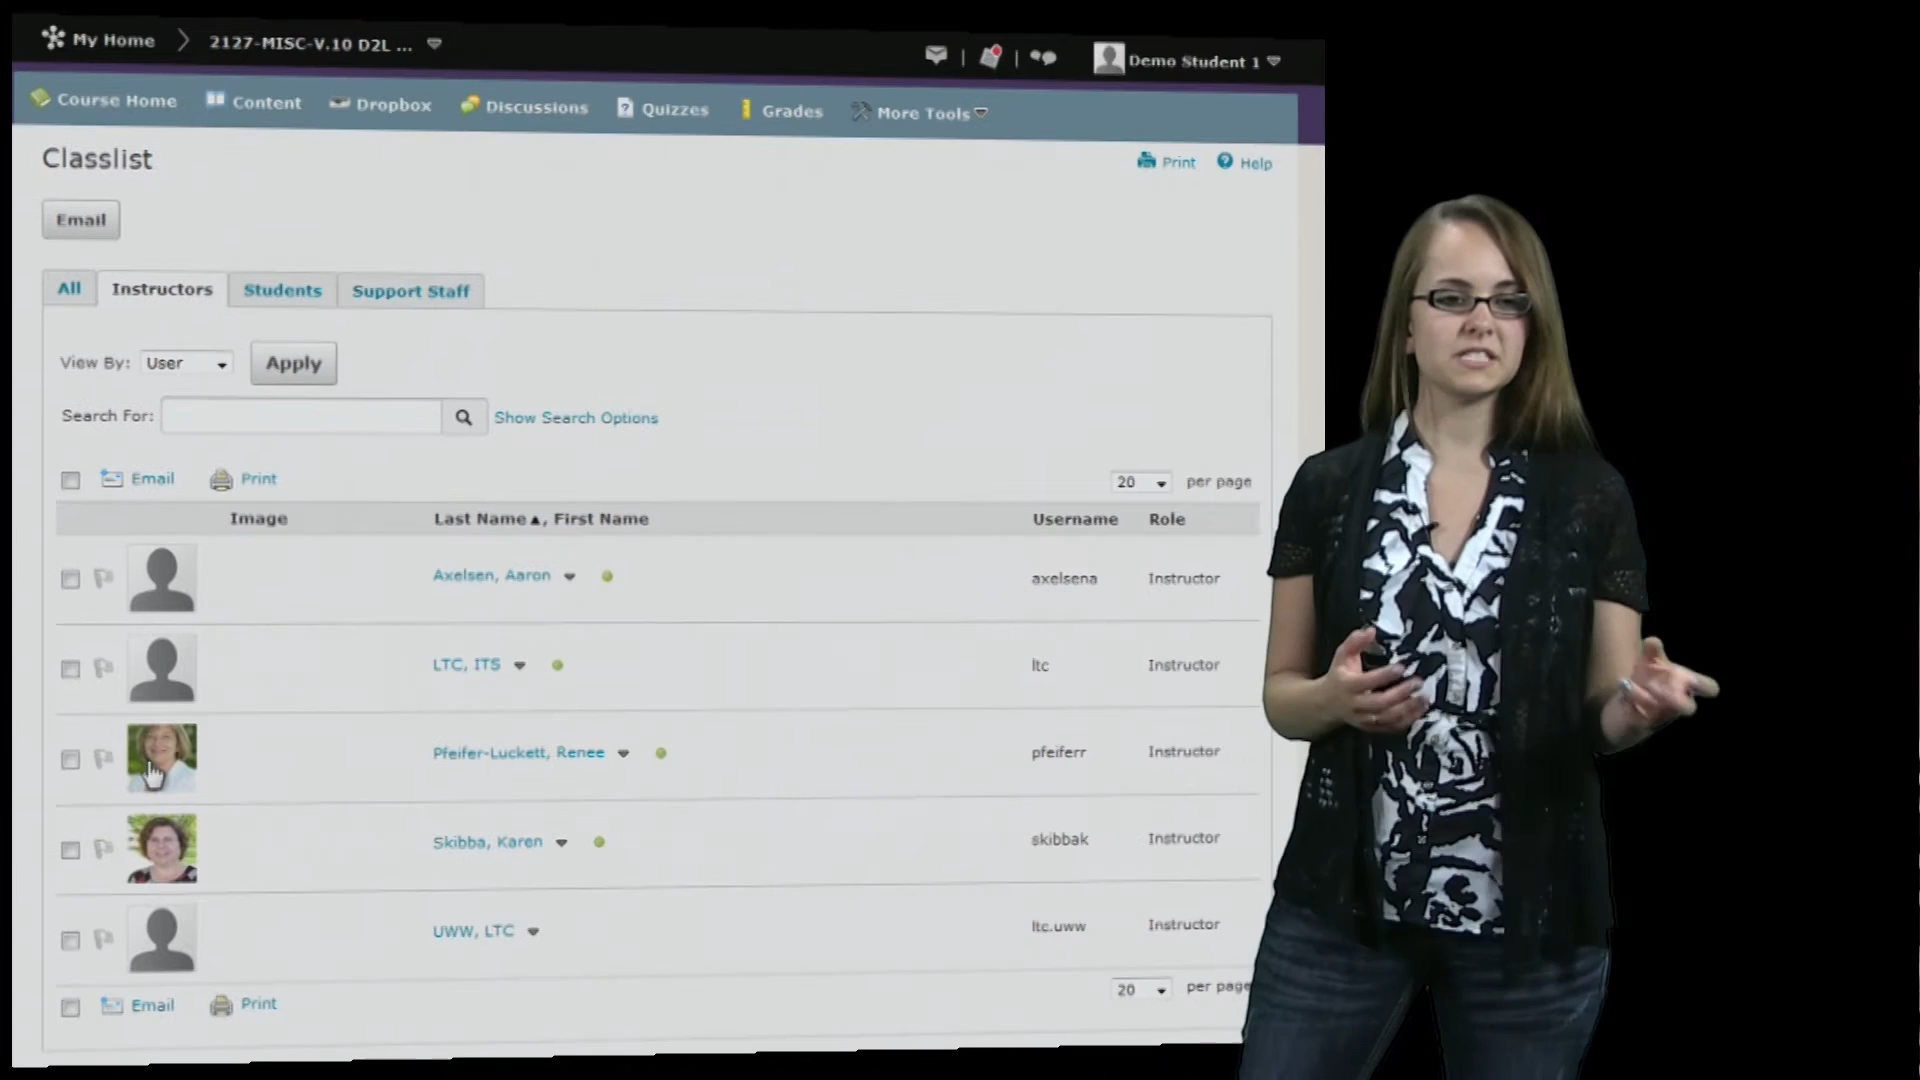 My Home 2127-MISC-V.10 D2L ... Demo Student 1
Course Home Content Dropbox Discussions Quizzes Grades More Tools
Classlist Print Help
Email
All Instructors Students Support Staff
View By: User Apply
Search For: Show Search Options
Email Print 20 per page
Image Last Name ▲, First Name Username Role
Axelsen, Aaron axelsena Instructor
LTC, ITS ltc Instructor
Pfeifer-Luckett, Renee pfeiferr Instructor
Skibba, Karen skibbak Instructor
UWW, LTC ltc.uww Instructor
Email Print 20 per page